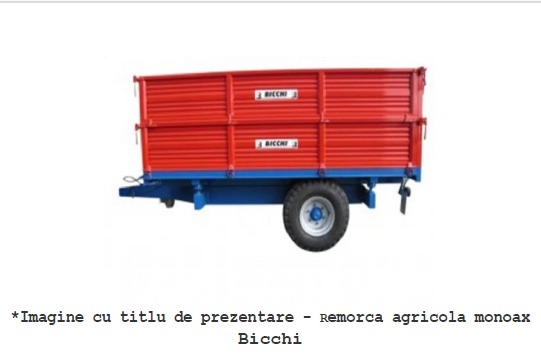 BICCHI
BICCHI
*Imagine cu titlu de prezentare - Remorca agricola monoax
Bicchi